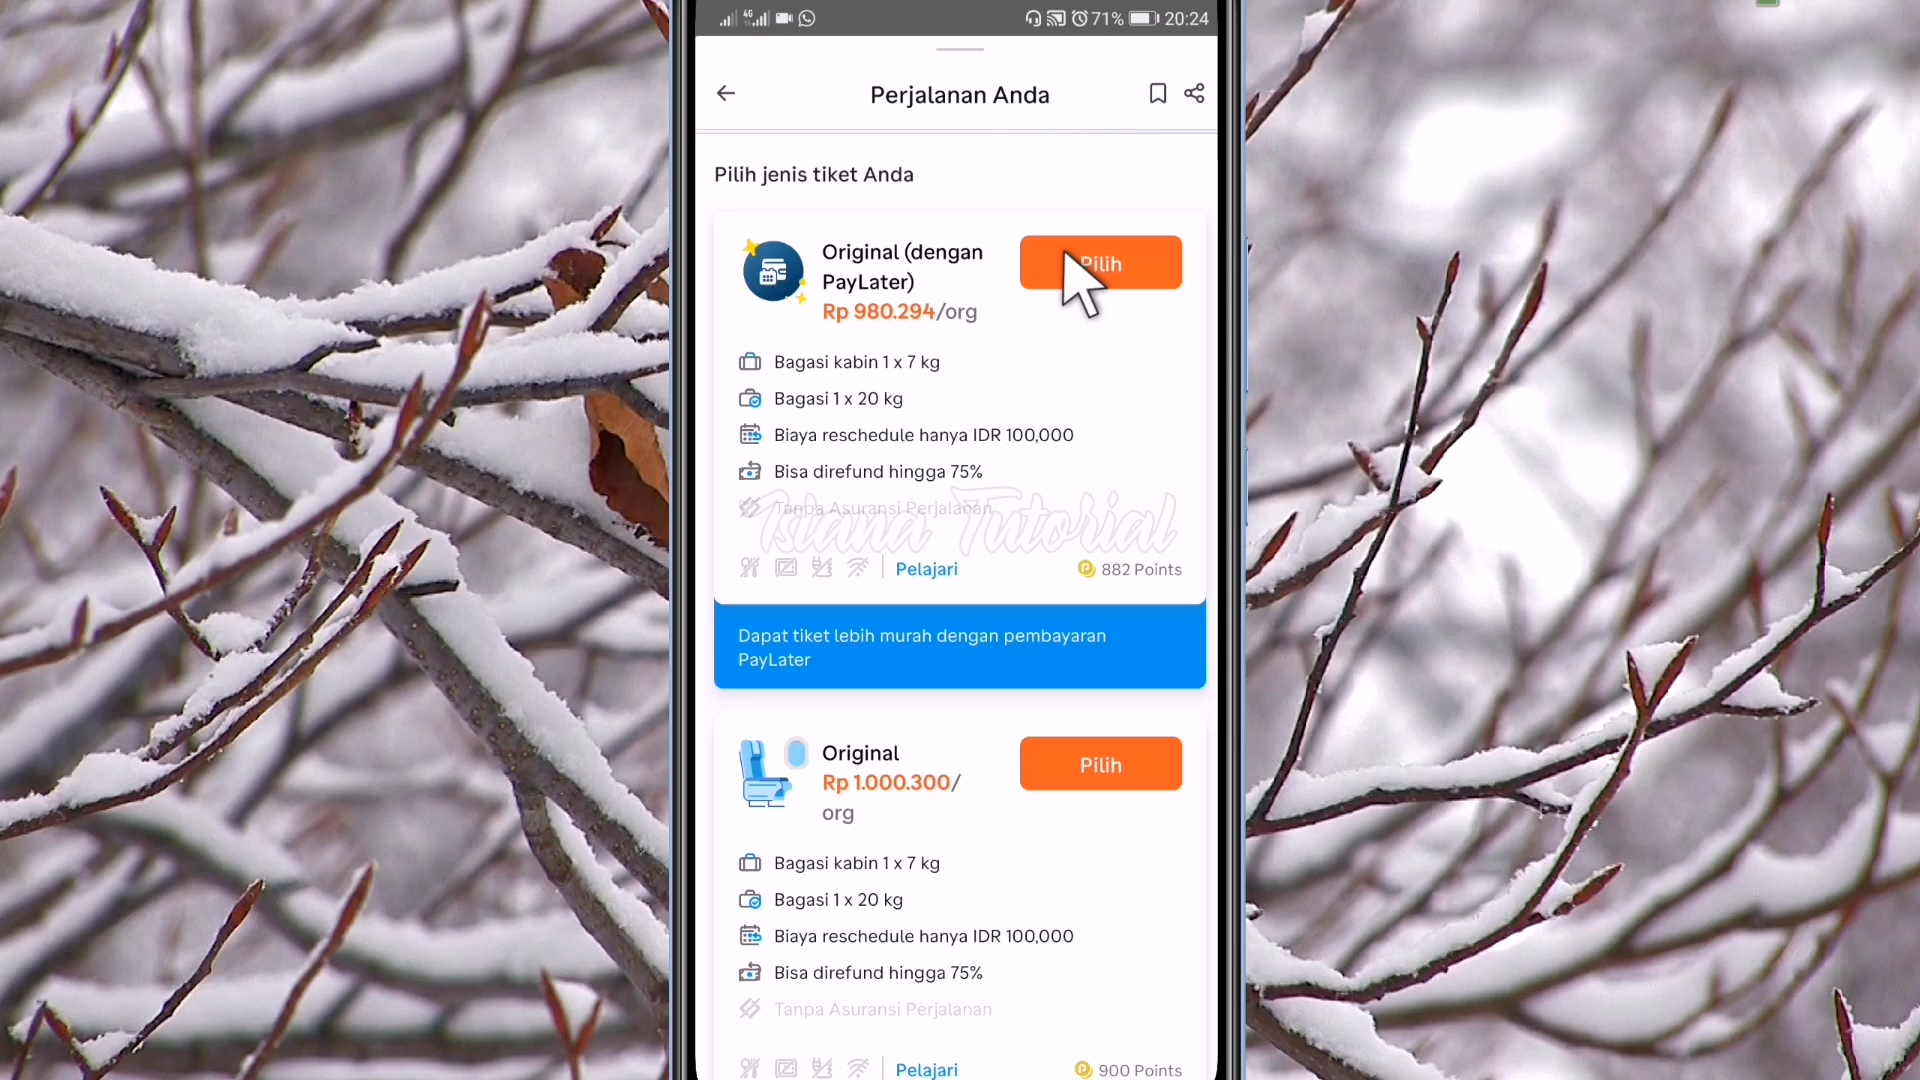 4G 71% 20:24
Perjalanan Anda
Pilih jenis tiket Anda
Original (dengan
PayLater)
Rp 980.294/org
Pilih
Bagasi kabin 1 x 7 kg
Bagasi 1 x 20 kg
Biaya reschedule hanya IDR 100,000
Bisa direfund hingga 75%
Tanpa Asuransi Perjalanan
Istana Tutorial
Pelajari
882 Points
Dapat tiket lebih murah dengan pembayaran
PayLater
Original
Rp 1.000.300/
org
Pilih
Bagasi kabin 1 x 7 kg
Bagasi 1 x 20 kg
Biaya reschedule hanya IDR 100,000
Bisa direfund hingga 75%
Tanpa Asuransi Perjalanan
Pelajari
900 Points